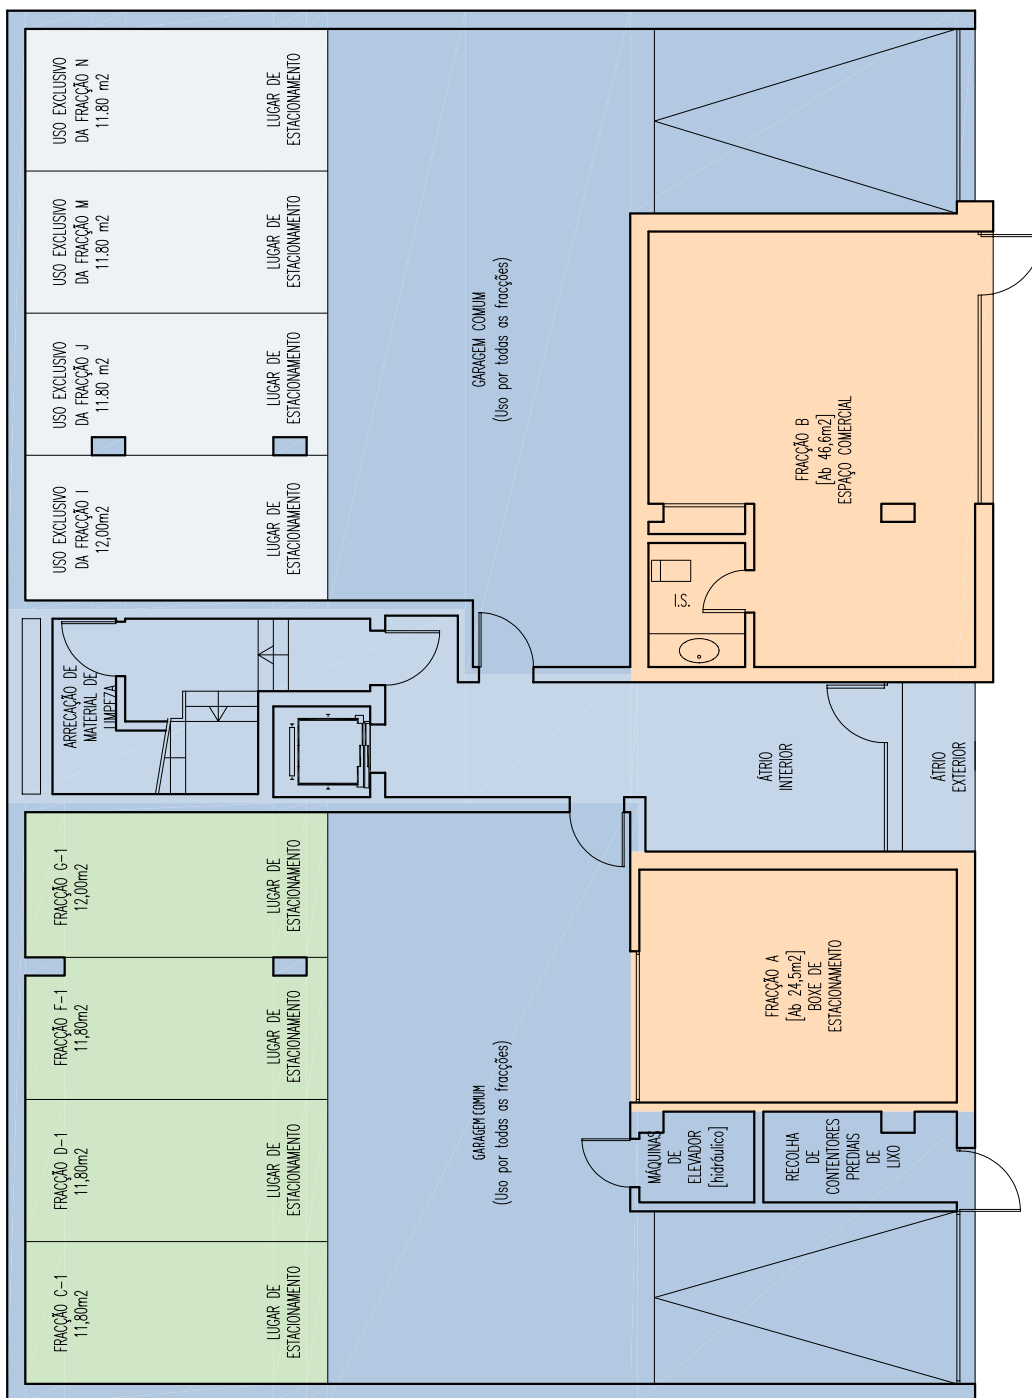 USO EXCLUSIVO
DA FRACÇÃO N
11.80 m2
LUGAR DE
ESTACIONAMENTO
USO EXCLUSIVO
DA FRACÇÃO M
11.80 m2
LUGAR DE
ESTACIONAMENTO
USO EXCLUSIVO
DA FRACÇÃO J
11.80 m2
LUGAR DE
ESTACIONAMENTO
USO EXCLUSIVO
DA FRACÇÃO I
12,00m2
LUGAR DE
ESTACIONAMENTO
GARAGEM COMUM
(Uso por todas as fracções)
FRACÇÃO B
[Ab 46,6m2]
ESPAÇO COMERCIAL
I.S.
ARRECAÇÃO DE
MATERIAL DE
LIMPEZA
ÁTRIO
INTERIOR
ÁTRIO
EXTERIOR
FRACÇÃO G-1
12,00m2
LUGAR DE
ESTACIONAMENTO
FRACÇÃO F-1
11,80m2
LUGAR DE
ESTACIONAMENTO
FRACÇÃO D-1
11,80m2
LUGAR DE
ESTACIONAMENTO
FRACÇÃO C-1
11,80m2
LUGAR DE
ESTACIONAMENTO
GARAGEM COMUM
(Uso por todas as fracções)
FRACÇÃO A
[Ab 24,5m2]
BOXE DE
ESTACIONAMENTO
MÁQUINAS
DE
ELEVADOR
[hidráulico]
RECOLHA
DE
CONTENTORES
PREDIAIS
DE
LIXO